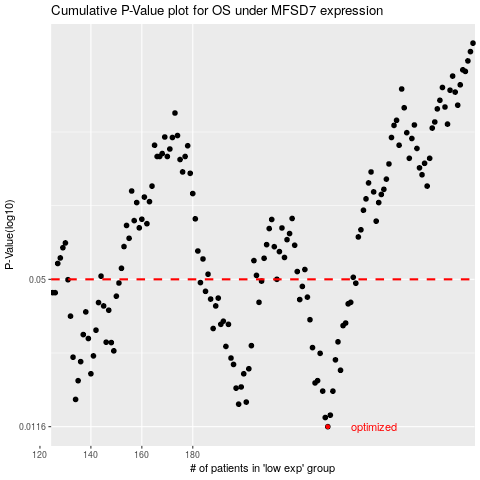 Cumulative P-Value plot for OS under MFSD7 expression
P-Value(log10)
0.05
0.0116
optimized
120 140 160 180
# of patients in 'low exp' group